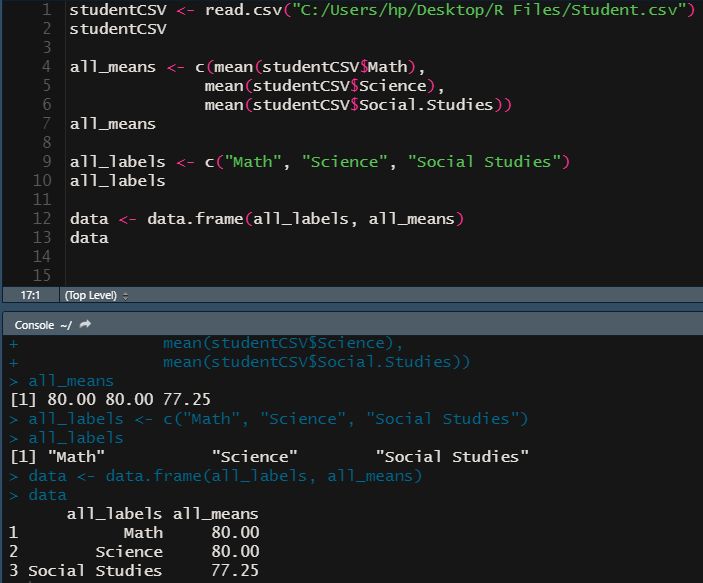 1 studentCSV <- read.csv("C:/Users/hp/Desktop/R Files/Student.csv")
2 studentCSV
3
4 all_means <- c(mean(studentCSV$Math),
5 mean(studentCSV$Science),
6 mean(studentCSV$Social.Studies))
7 all_means
8
9 all_labels <- c("Math", "Science", "Social Studies")
10 all_labels
11
12 data <- data.frame(all_labels, all_means)
13 data
14
15
17:1 (Top Level)
Console ~/
+ mean(studentCSV$Science),
+ mean(studentCSV$Social.Studies))
> all_means
[1] 80.00 80.00 77.25
> all_labels <- c("Math", "Science", "Social Studies")
> all_labels
[1] "Math" "Science" "Social Studies"
> data <- data.frame(all_labels, all_means)
> data
all_labels all_means
1 Math 80.00
2 Science 80.00
3 Social Studies 77.25